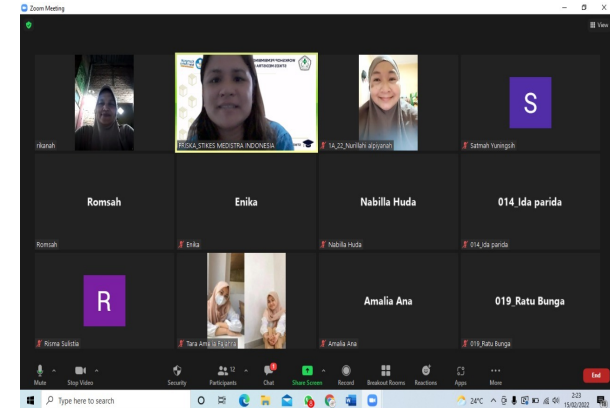 Zoom Meeting
View
rikanah
FRISKA_STIKES MEDISTRA INDONESIA
1A_22_Nurillahi alpiyanah
S
Satmah Yuningsih
Romsah
Romsah
Enika
Enika
Nabilla Huda
Nabilla Huda
014_Ida parida
014_Ida parida
R
Risma Sulistia
Tara Amalia Fajarina
Amalia Ana
Amalia Ana
019_Ratu Bunga
019_Ratu Bunga
Mute
Stop Video
Security
12
Participants
Chat
Share Screen
Record
Breakout Rooms
Reactions
Apps
More
End
Type here to search
24°C
2:23
15/02/2022